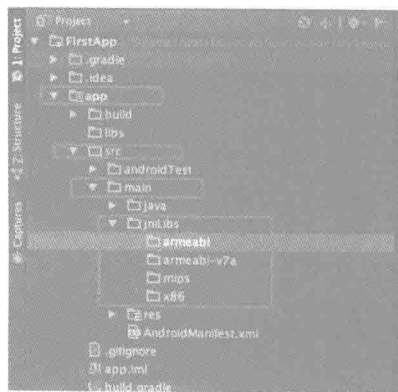 Project
1: Project
FirstApp
.gradle
.idea
app
build
libs
src
androidTest
main
java
jniLibs
armeabi
armeabi-v7a
mips
x86
res
AndroidManifest.xml
.gitignore
app.iml
build.gradle
Z: Structure
Captures